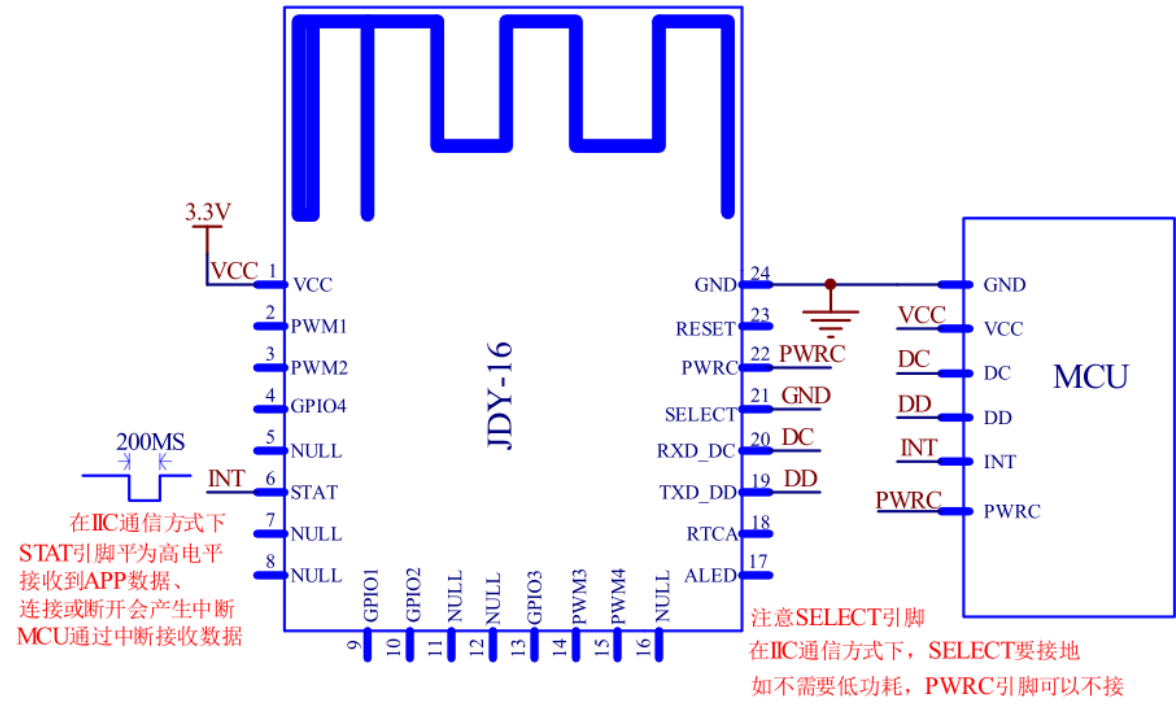 3.3V
VCC 1 VCC
2 PWM1
3 PWM2
4 GPIO4
5 NULL
200MS
INT 6 STAT
7 NULL
8 NULL
在IIC通信方式下
STAT引脚平为高电平
接收到APP数据、
连接或断开会产生中断
MCU通过中断接收数据
JDY-16
GPIO1 9
GPIO2 10
NULL 11
NULL 12
GPIO3 13
PWM3 14
PWM4 15
NULL 16
GND 24
RESET 23
PWRC 22 PWRC
SELECT 21 GND
RXD_DC 20 DC
TXD_DD 19 DD
RTCA 18
ALED 17
GND
VCC VCC
DC DC
DD DD
INT INT
PWRC PWRC
MCU
注意SELECT引脚
在IIC通信方式下，SELECT要接地
如不需要低功耗，PWRC引脚可以不接